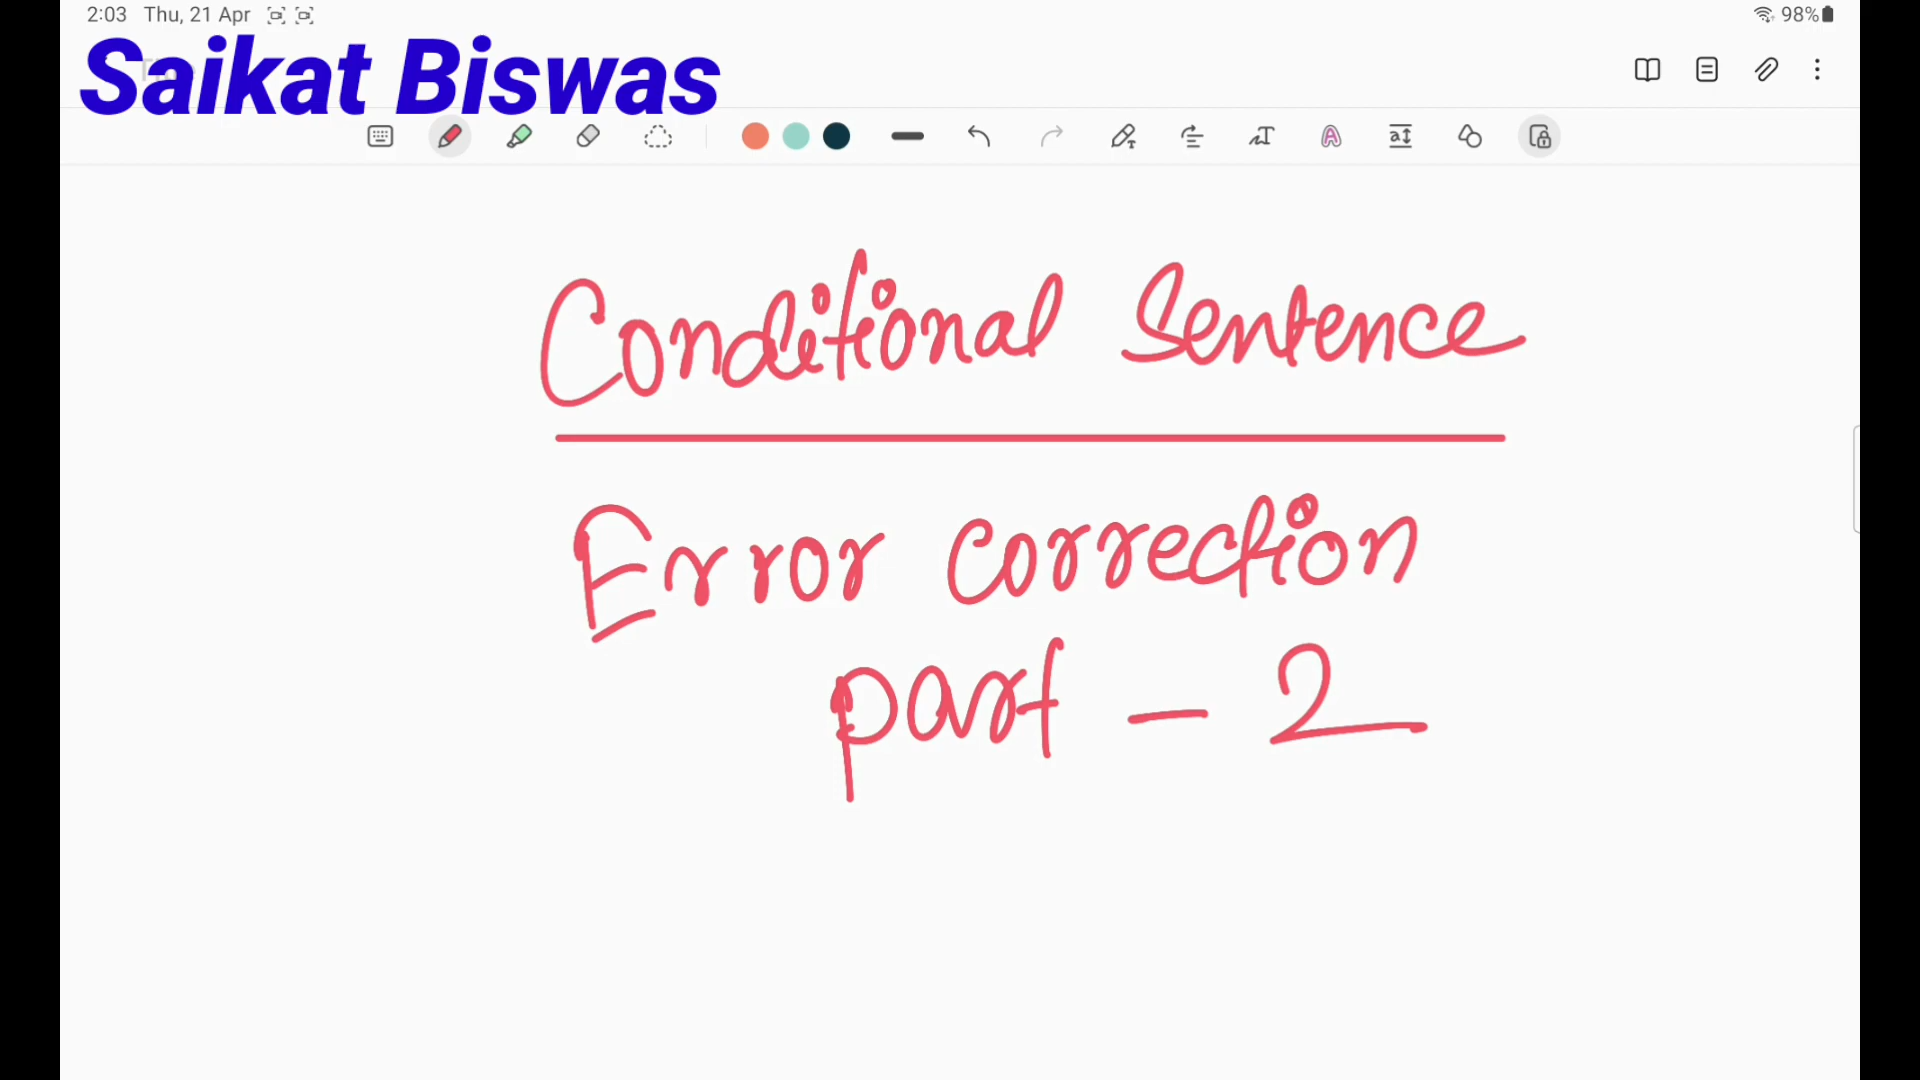 2:03 Thu, 21 Apr 98%
Saikat Biswas
Conditional Sentence
Error correction
part - 2